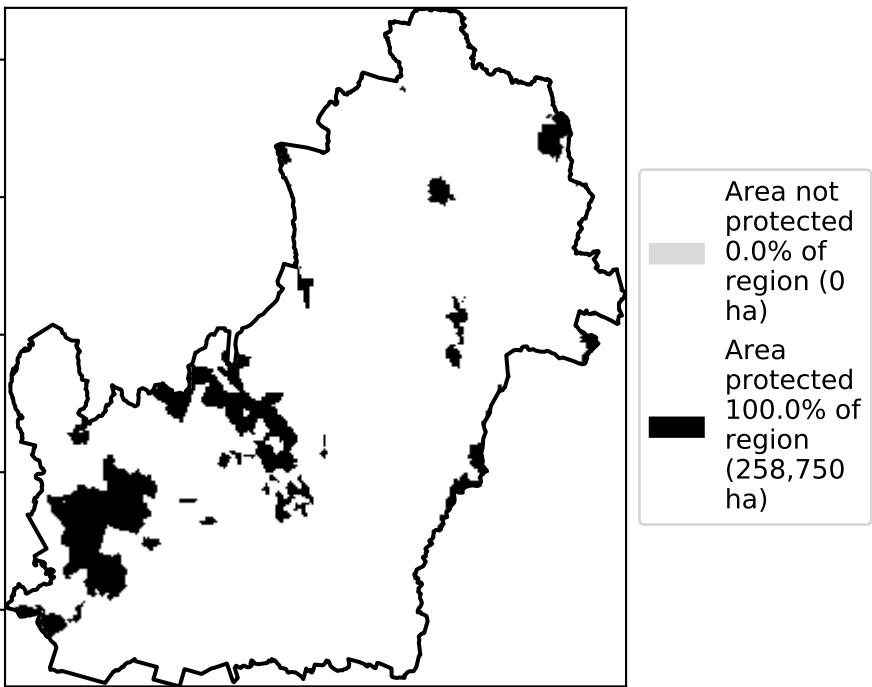 Area not
protected
0.0% of
region (0
ha)
Area
protected
100.0% of
region
(258,750
ha)